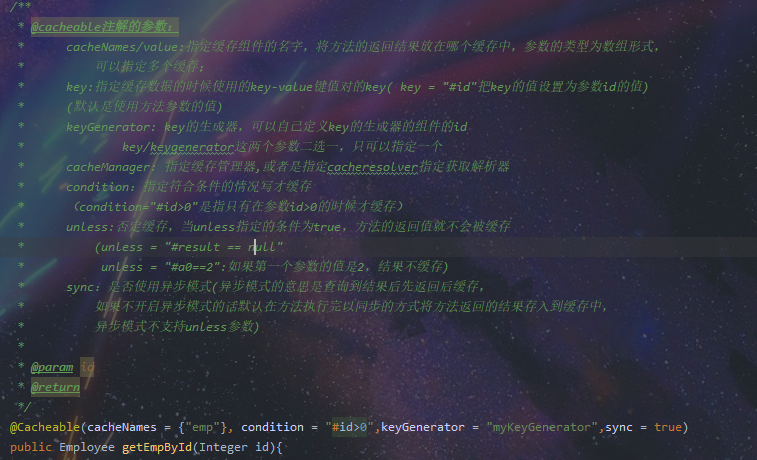 /**
* @cacheable注解的参数:
* cacheNames/value:指定缓存组件的名字，将方法的返回结果放在哪个缓存中，参数的类型为数组形式，
* 可以指定多个缓存;
* key:指定缓存数据的时候使用的key-value键值对的key( key = "#id"把key的值设置为参数id的值)
* (默认是使用方法参数的值)
* keyGenerator: key的生成器，可以自己定义key的生成器的组件的id
* key/keygenerator这两个参数二选一，只可以指定一个
* cacheManager: 指定缓存管理器,或者是指定cacheresolver指定获取解析器
* condition: 指定符合条件的情况写才缓存
* （condition="#id>0"是指只有在参数id>0的时候才缓存）
* unless:否定缓存，当unless指定的条件为true，方法的返回值就不会被缓存
* (unless = "#result == null"
* unless = "#a0==2":如果第一个参数的值是2，结果不缓存)
* sync: 是否使用异步模式(异步模式的意思是查询到结果后先返回后缓存，
* 如果不开启异步模式的话默认在方法执行完以同步的方式将方法返回的结果存入到缓存中，
* 异步模式不支持unless参数)
*
* @param id
* @return
*/
@Cacheable(cacheNames = {"emp"}, condition = "#id>0",keyGenerator = "myKeyGenerator",sync = true)
public Employee getEmpById(Integer id){